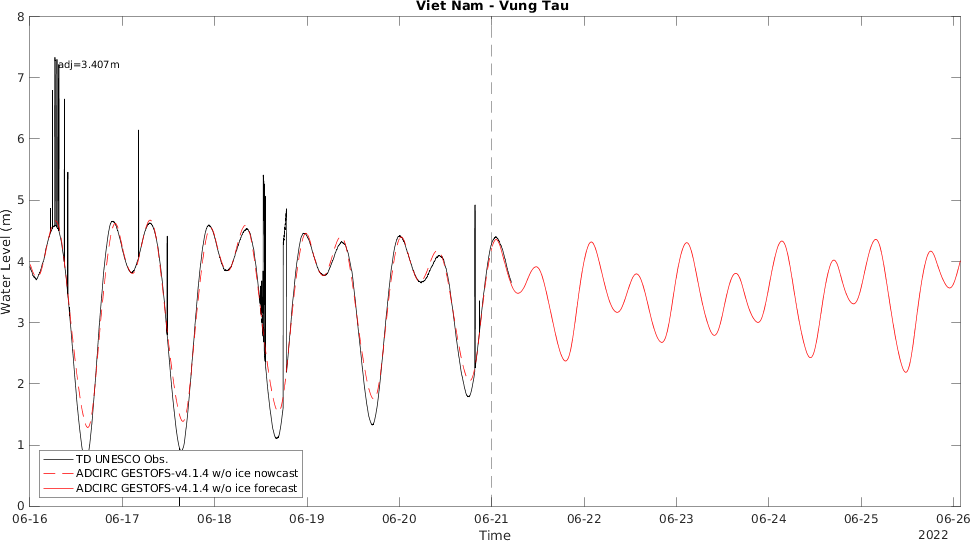 Viet Nam - Vung Tau
8
adj=3.407m
7
6
5
4
3
2
1
0
Water Level (m)
TD UNESCO Obs.
ADCIRC GESTOFS-v4.1.4 w/o ice nowcast
ADCIRC GESTOFS-v4.1.4 w/o ice forecast
06-16 06-17 06-18 06-19 06-20 06-21 06-22 06-23 06-24 06-25 06-26
Time
2022